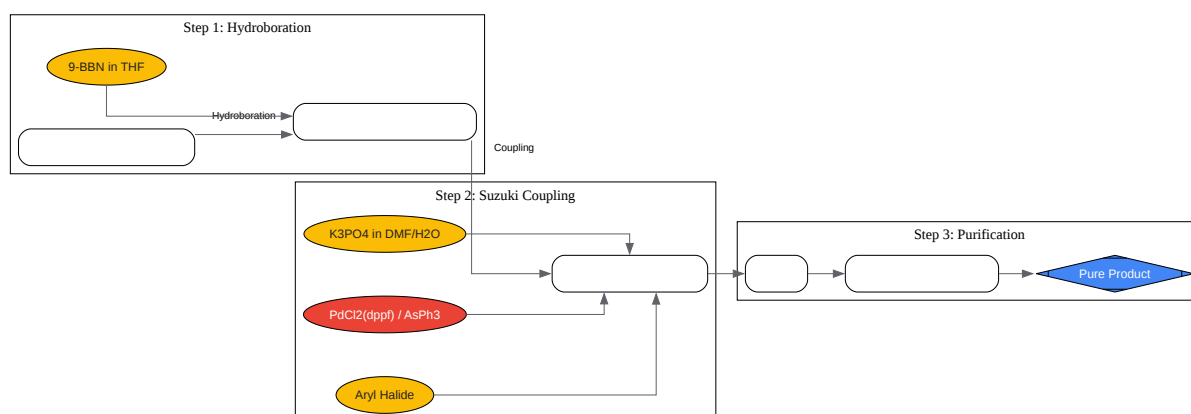 Step 1: Hydroboration
9-BBN in THF
Hydroboration
Coupling
Step 2: Suzuki Coupling
K3PO4 in DMF/H2O
PdCl2(dppf) / AsPh3
Aryl Halide
Step 3: Purification
Pure Product